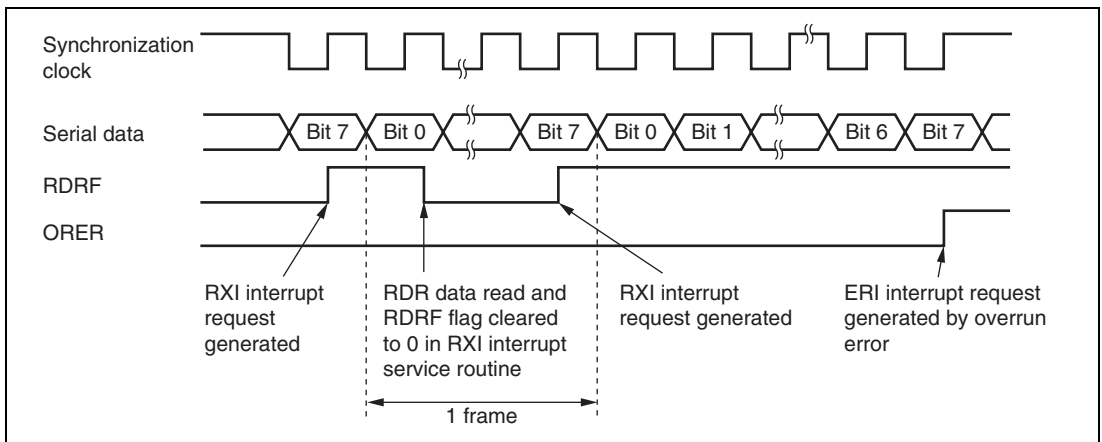 Synchronization
clock
Serial data
Bit 7
Bit 0
Bit 7
Bit 0
Bit 1
Bit 6
Bit 7
RDRF
ORER
RXI interrupt
request
generated
RDR data read and
RDRF flag cleared
to 0 in RXI interrupt
service routine
RXI interrupt
request generated
ERI interrupt request
generated by overrun
error
1 frame